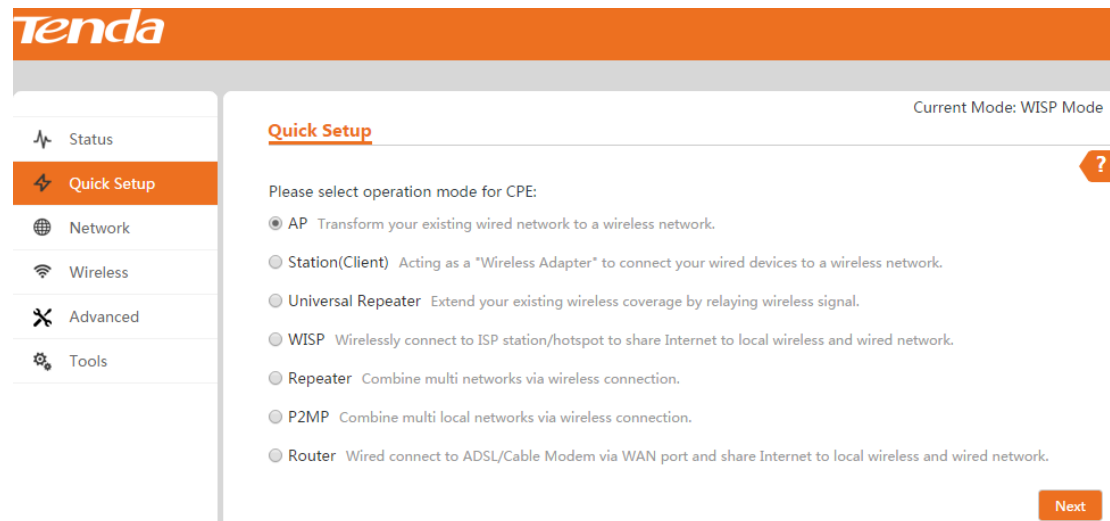 Tenda
Current Mode: WISP Mode
Status
Quick Setup
Network
Wireless
Advanced
Tools
Quick Setup
?
Please select operation mode for CPE:
AP Transform your existing wired network to a wireless network.
Station(Client) Acting as a "Wireless Adapter" to connect your wired devices to a wireless network.
Universal Repeater Extend your existing wireless coverage by relaying wireless signal.
WISP Wirelessly connect to ISP station/hotspot to share Internet to local wireless and wired network.
Repeater Combine multi networks via wireless connection.
P2MP Combine multi local networks via wireless connection.
Router Wired connect to ADSL/Cable Modem via WAN port and share Internet to local wireless and wired network.
Next